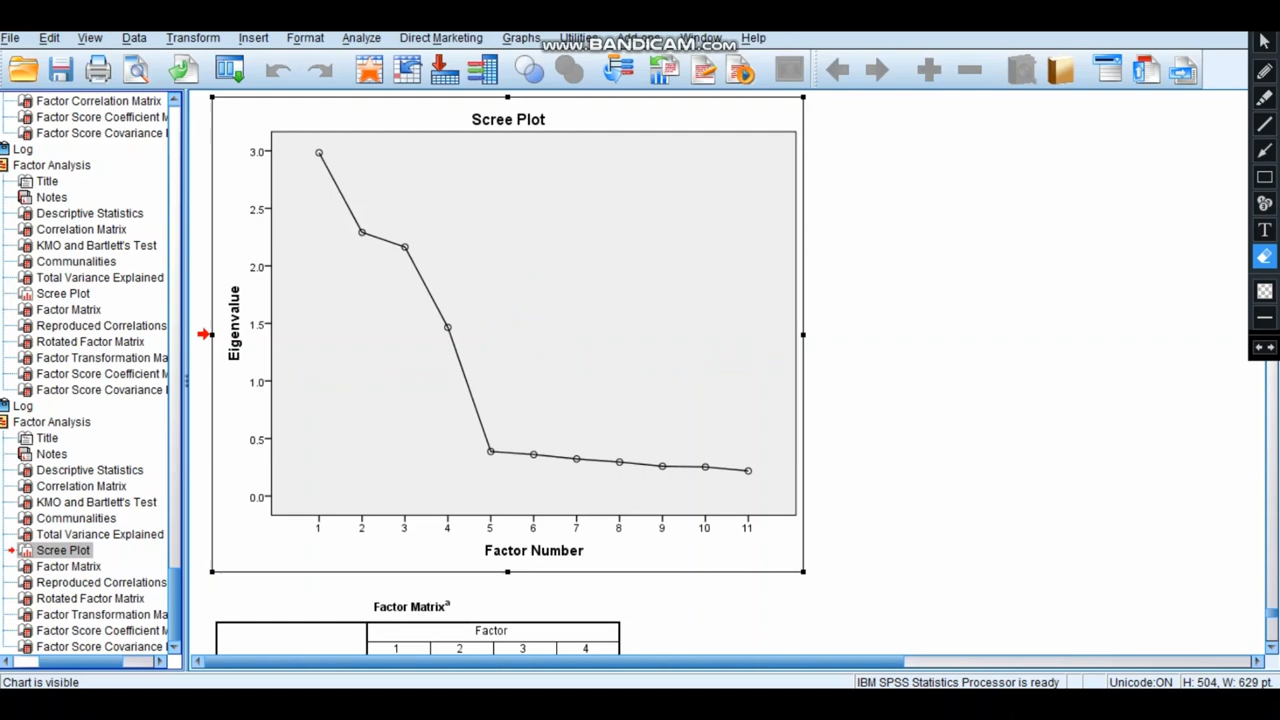 File Edit View Data Transform Insert Format Analyze Direct Marketing Graphs Utilities Add-ons Window Help
www.BANDICAM.com
Factor Correlation Matrix
Factor Score Coefficient M
Factor Score Covariance
Log
Factor Analysis
Title
Notes
Descriptive Statistics
Correlation Matrix
KMO and Bartlett's Test
Communalities
Total Variance Explained
Scree Plot
Factor Matrix
Reproduced Correlations
Rotated Factor Matrix
Factor Transformation Ma
Factor Score Coefficient M
Factor Score Covariance
Log
Factor Analysis
Title
Notes
Descriptive Statistics
Correlation Matrix
KMO and Bartlett's Test
Communalities
Total Variance Explained
Scree Plot
Factor Matrix
Reproduced Correlations
Rotated Factor Matrix
Factor Transformation Ma
Factor Score Coefficient M
Factor Score Covariance
Scree Plot
Eigenvalue
3.0
2.5
2.0
1.5
1.0
0.5
0.0
1 2 3 4 5 6 7 8 9 10 11
Factor Number
Factor Matrixa
Factor
1 2 3 4
T
Chart is visible
IBM SPSS Statistics Processor is ready Unicode:ON H: 504, W: 629 pt.